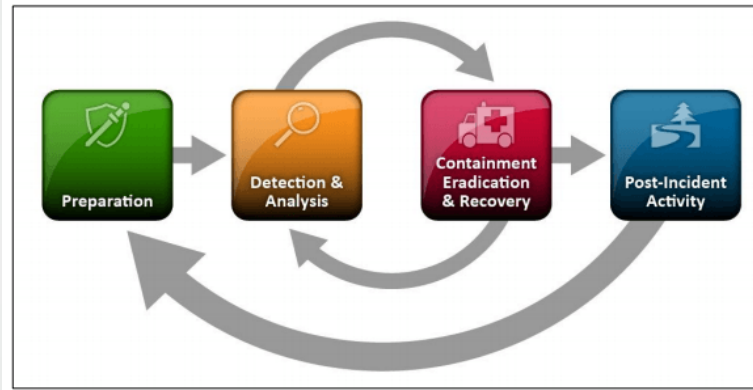 Preparation
Detection &
Analysis
Containment
Eradication
& Recovery
Post-Incident
Activity